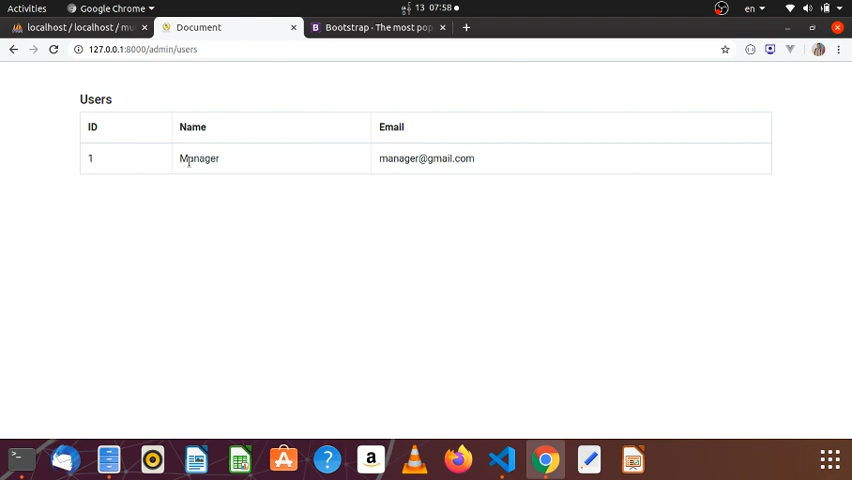 Activities Google Chrome ▾ 13 07:58 en
localhost / localhost / mu × Document × Bootstrap · The most pop × +
127.0.0.1:8000/admin/users
Users
ID Name Email
1 Manager manager@gmail.com